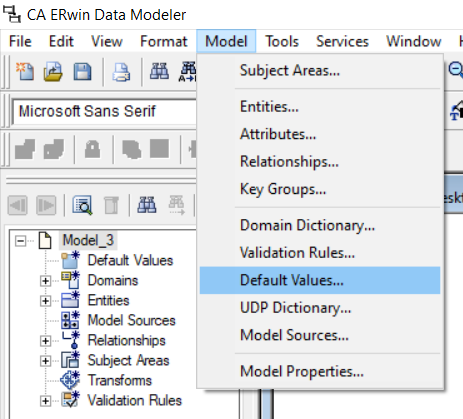 CA ERwin Data Modeler
File Edit View Format Model Tools Services Window
Microsoft Sans Serif
Subject Areas...
Entities...
Attributes...
Relationships...
Key Groups...
Domain Dictionary...
Validation Rules...
Default Values...
UDP Dictionary...
Model Sources...
Model Properties...
Model_3
Default Values
Domains
Entities
Model Sources
Relationships
Subject Areas
Transforms
Validation Rules